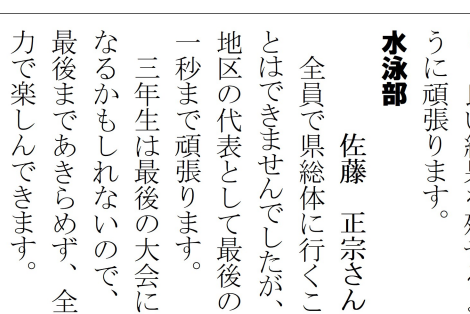 うに頑張ります。
水泳部
佐藤　正宗さん
全員で県総体に行くこ
とはできませんでしたが、
地区の代表として最後の
一秒まで頑張ります。
三年生は最後の大会に
なるかもしれないので、
最後まであきらめず、全
力で楽しんできます。